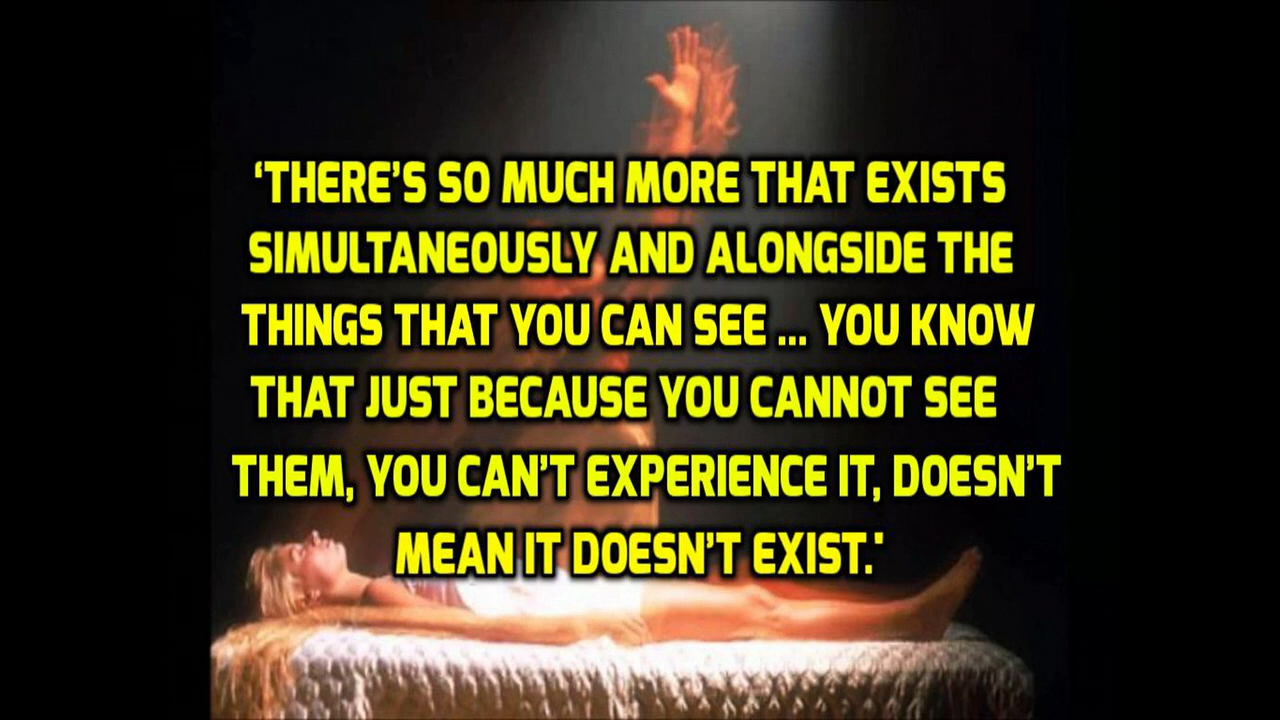 ‘THERE’S SO MUCH MORE THAT EXISTS
SIMULTANEOUSLY AND ALONGSIDE THE
THINGS THAT YOU CAN SEE ... YOU KNOW
THAT JUST BECAUSE YOU CANNOT SEE
THEM, YOU CAN’T EXPERIENCE IT, DOESN’T
MEAN IT DOESN’T EXIST.'